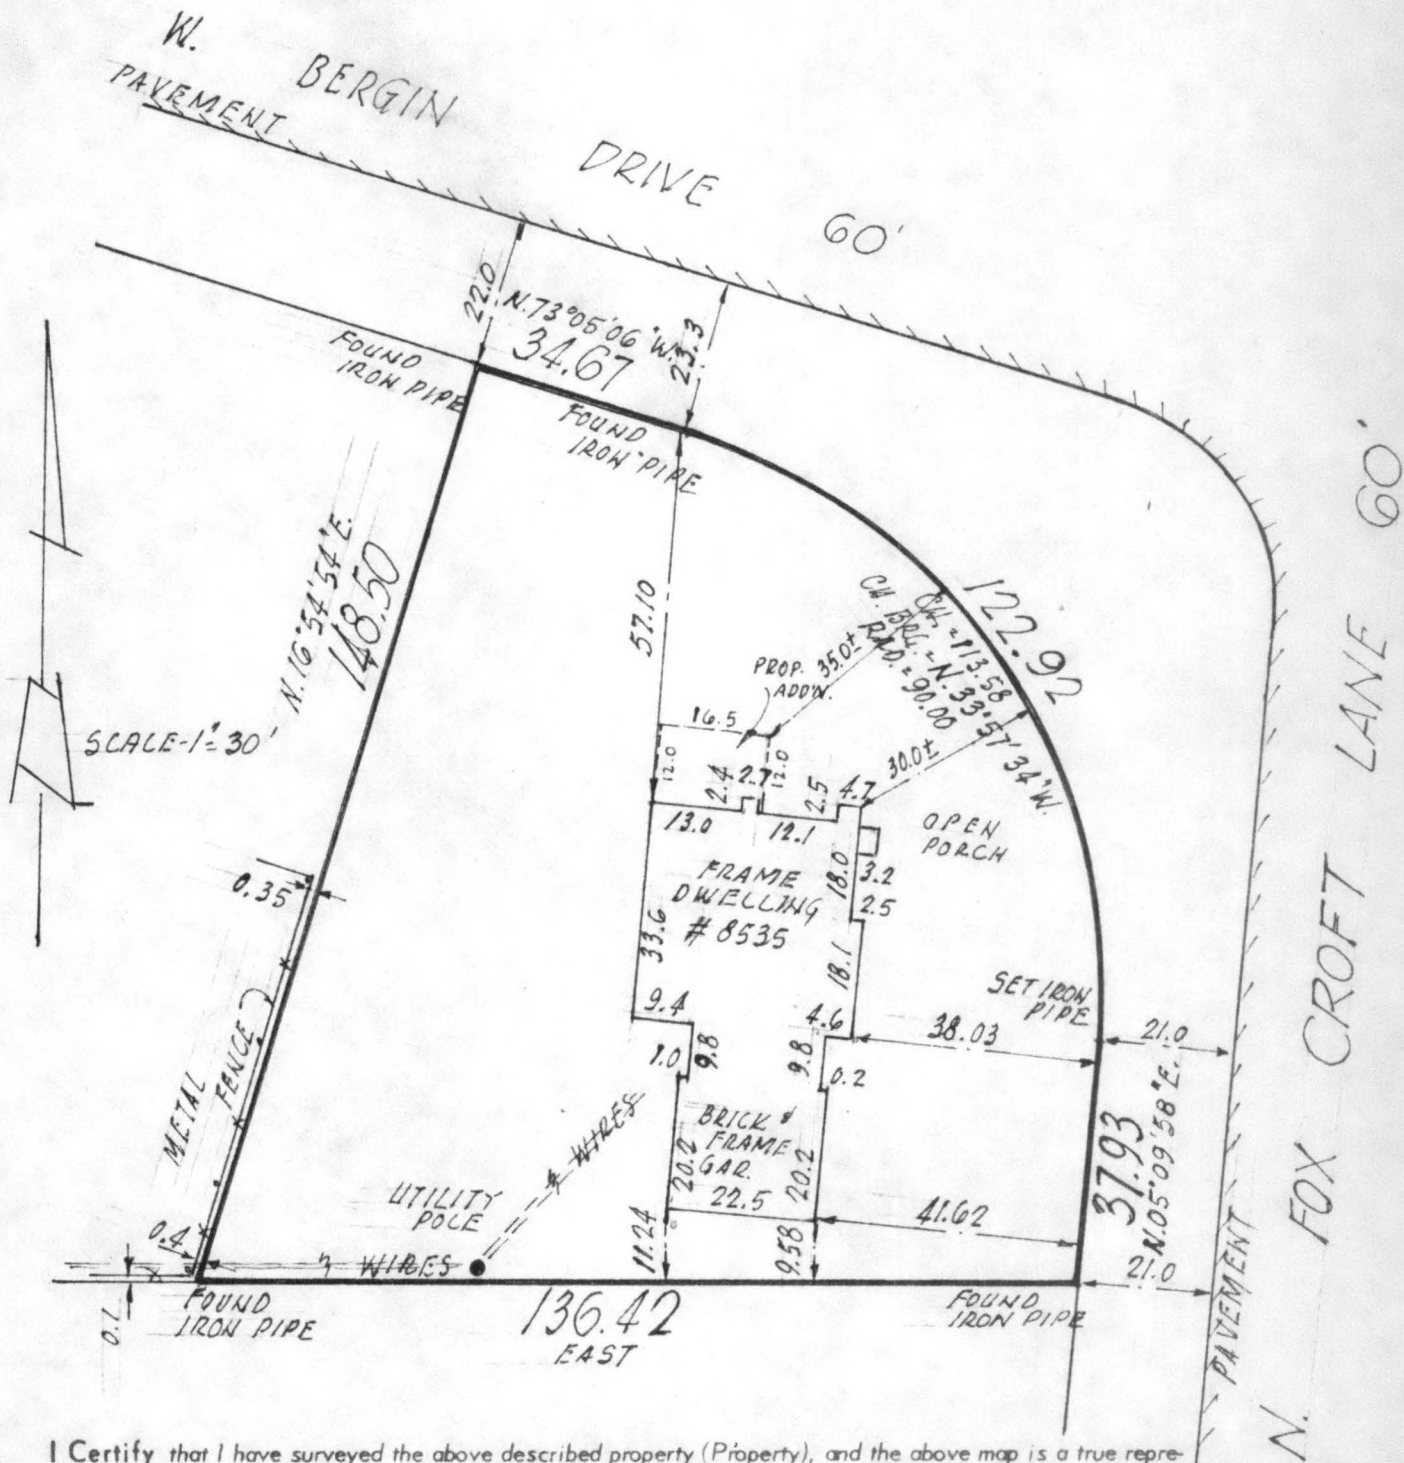 W. BERGIN DRIVE 60'
PAVEMENT
22.0
N.73°05'06"W.
34.67
23.3
FOUND
IRON PIPE
FOUND
IRON PIPE
N.16°54'54"E.
148.50
SCALE-1"=30'
57.10
122.92
CH.=113.58
CH. BRG.=N.33°57'34"W.
RAD.=90.00
PROP.
ADD'N.
35.0±
30.0±
16.5
12.0
12.0
2.4
2.7
2.5
4.7
13.0
12.1
OPEN
PORCH
18.0
3.2
2.5
FRAME
DWELLING
# 8535
33.6
18.1
0.35
METAL
FENCE
9.4
1.0
9.8
4.6
9.8
0.2
38.03
SET IRON
PIPE
21.0
37.93
N.05°09'58"E.
BRICK &
FRAME
GAR.
20.2
20.2
22.5
41.62
WIRES
UTILITY
POLE
WIRES
11.24
9.58
0.4
FOUND
IRON PIPE
136.42
EAST
FOUND
IRON PIPE
21.0
PAVEMENT
N. FOX CROFT LANE 60'
I Certify that I have surveyed the above described property (Property), and the above map is a true repre-